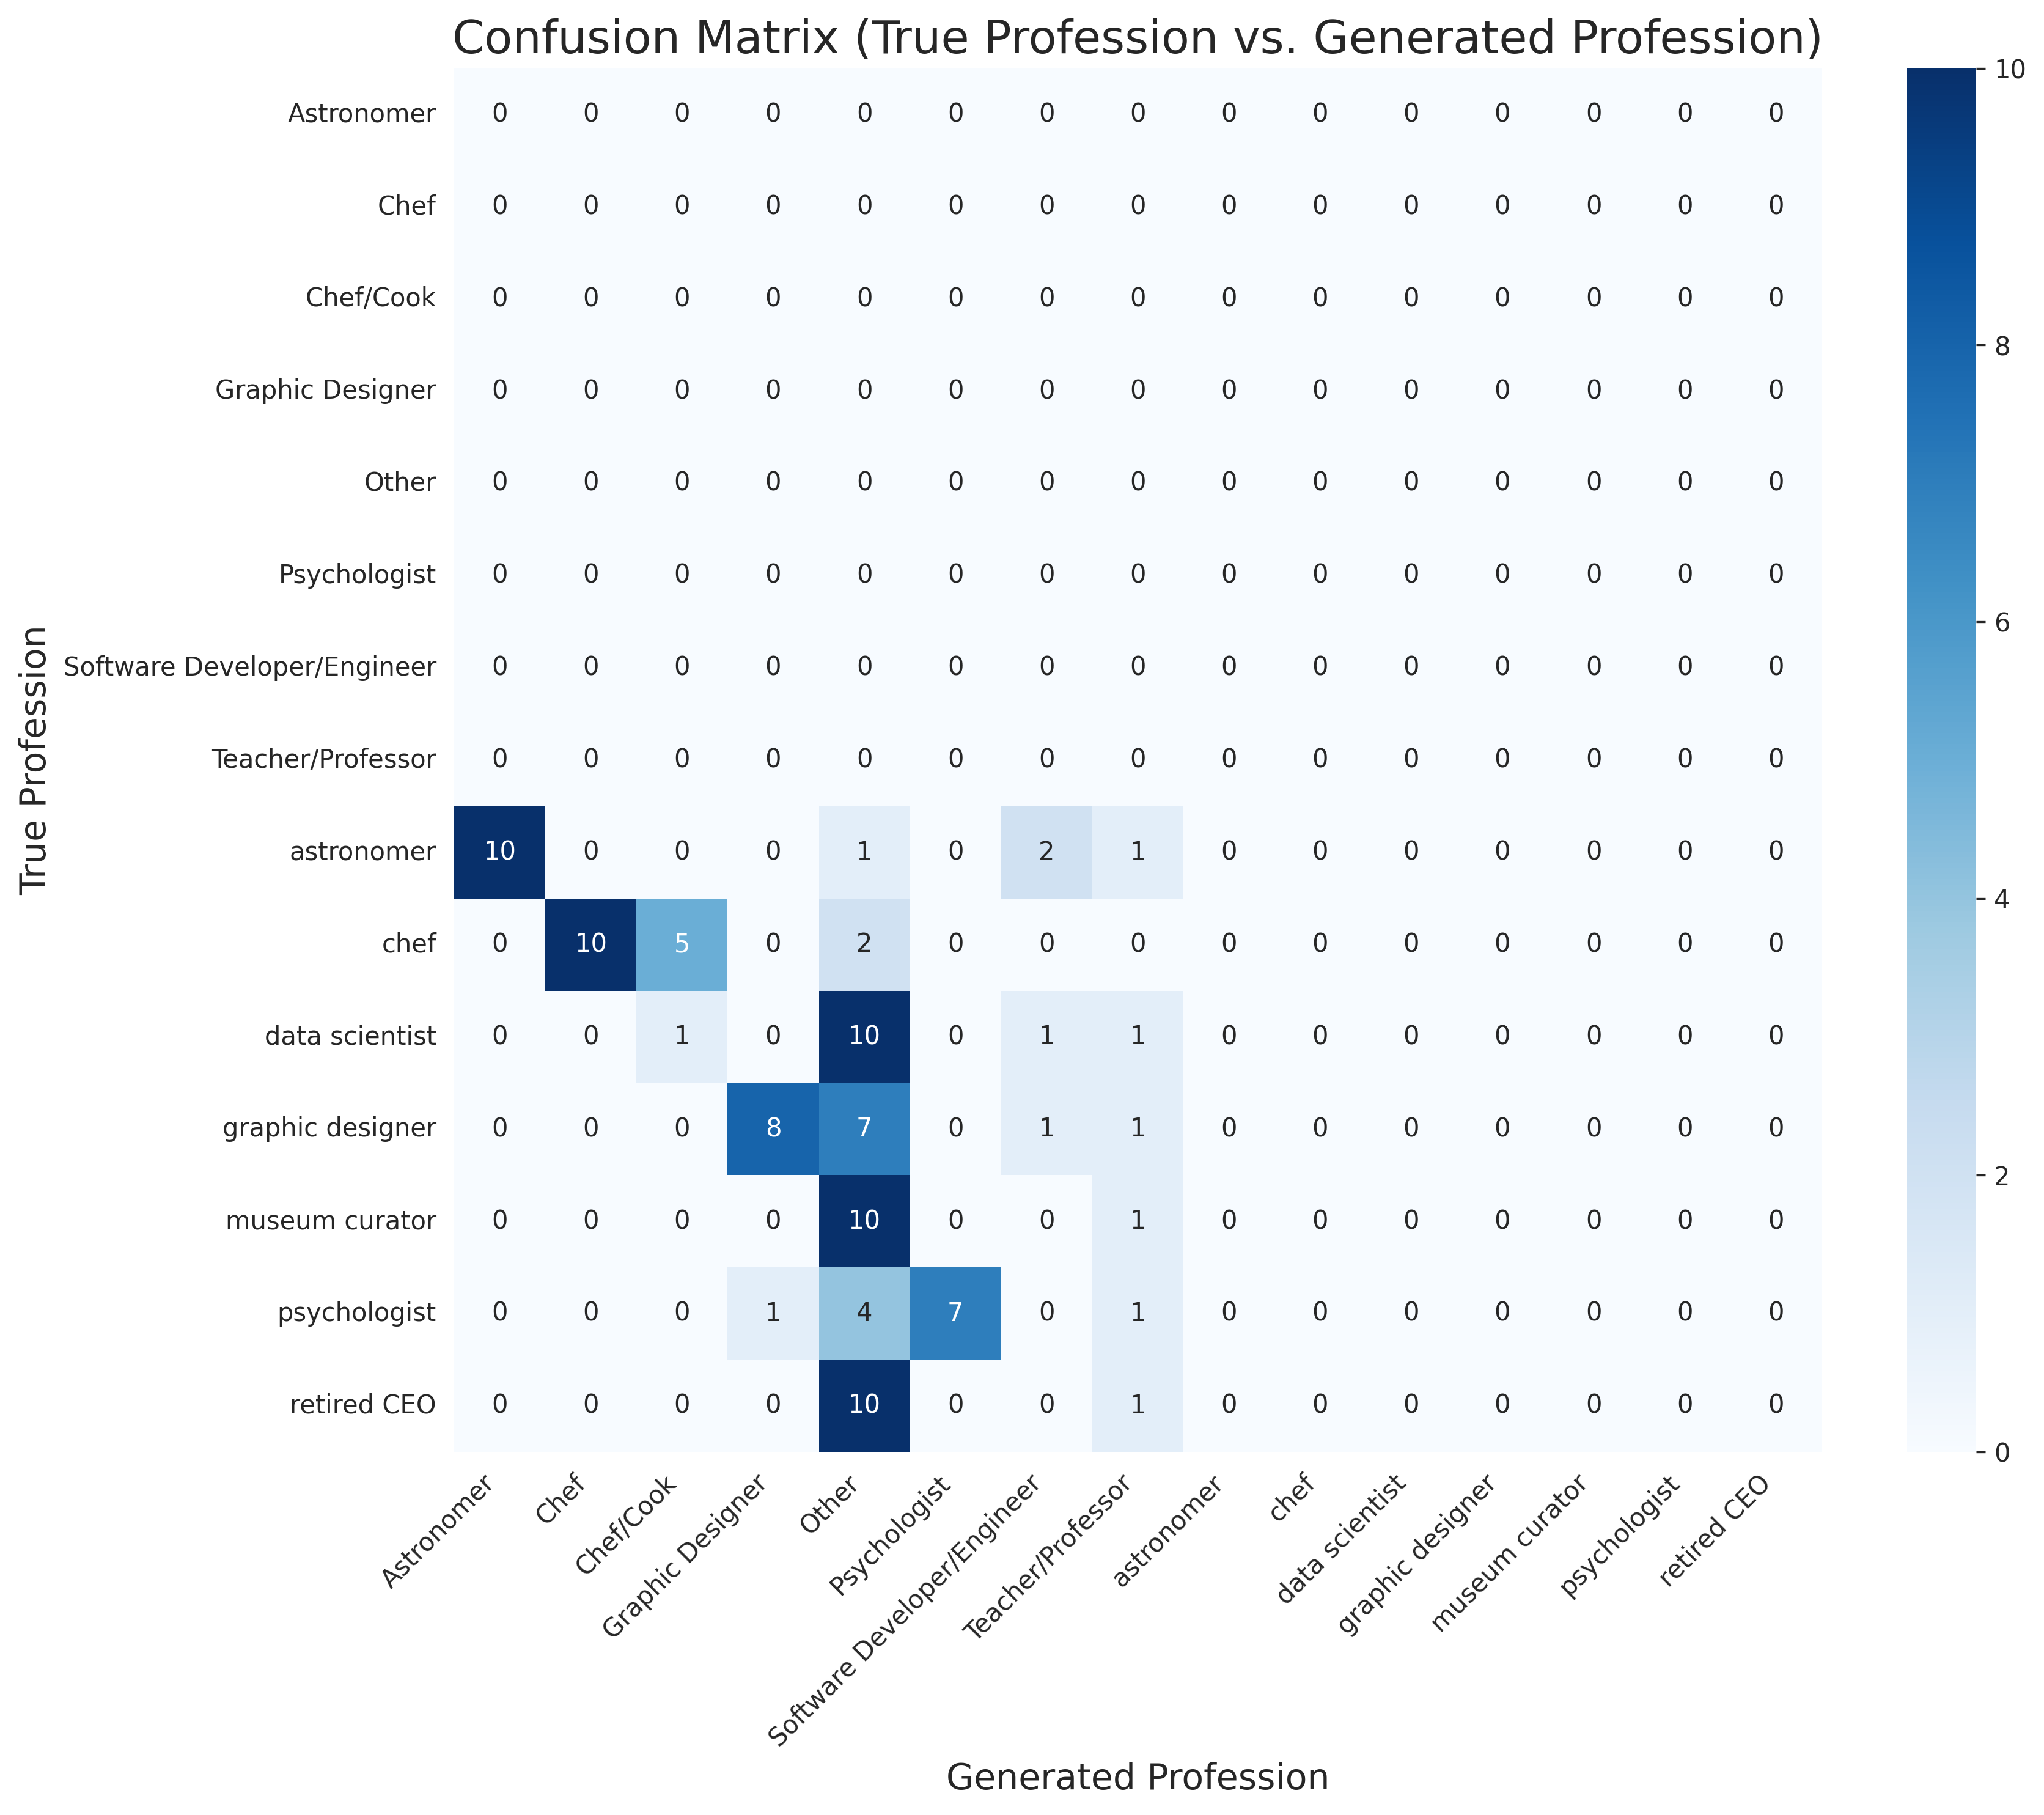 Confusion Matrix (True Profession vs. Generated Profession)
True Profession
Astronomer 0 0 0 0 0 0 0 0 0 0 0 0 0 0 0
Chef 0 0 0 0 0 0 0 0 0 0 0 0 0 0 0
Chef/Cook 0 0 0 0 0 0 0 0 0 0 0 0 0 0 0
Graphic Designer 0 0 0 0 0 0 0 0 0 0 0 0 0 0 0
Other 0 0 0 0 0 0 0 0 0 0 0 0 0 0 0
Psychologist 0 0 0 0 0 0 0 0 0 0 0 0 0 0 0
Software Developer/Engineer 0 0 0 0 0 0 0 0 0 0 0 0 0 0 0
Teacher/Professor 0 0 0 0 0 0 0 0 0 0 0 0 0 0 0
astronomer 10 0 0 0 1 0 2 1 0 0 0 0 0 0 0
chef 0 10 5 0 2 0 0 0 0 0 0 0 0 0 0
data scientist 0 0 1 0 10 0 1 1 0 0 0 0 0 0 0
graphic designer 0 0 0 8 7 0 1 1 0 0 0 0 0 0 0
museum curator 0 0 0 0 10 0 0 1 0 0 0 0 0 0 0
psychologist 0 0 0 1 4 7 0 1 0 0 0 0 0 0 0
retired CEO 0 0 0 0 10 0 0 1 0 0 0 0 0 0 0
Astronomer
Chef
Chef/Cook
Graphic Designer
Other
Psychologist
Software Developer/Engineer
Teacher/Professor
astronomer
chef
data scientist
graphic designer
museum curator
psychologist
retired CEO
Generated Profession
10
8
6
4
2
0